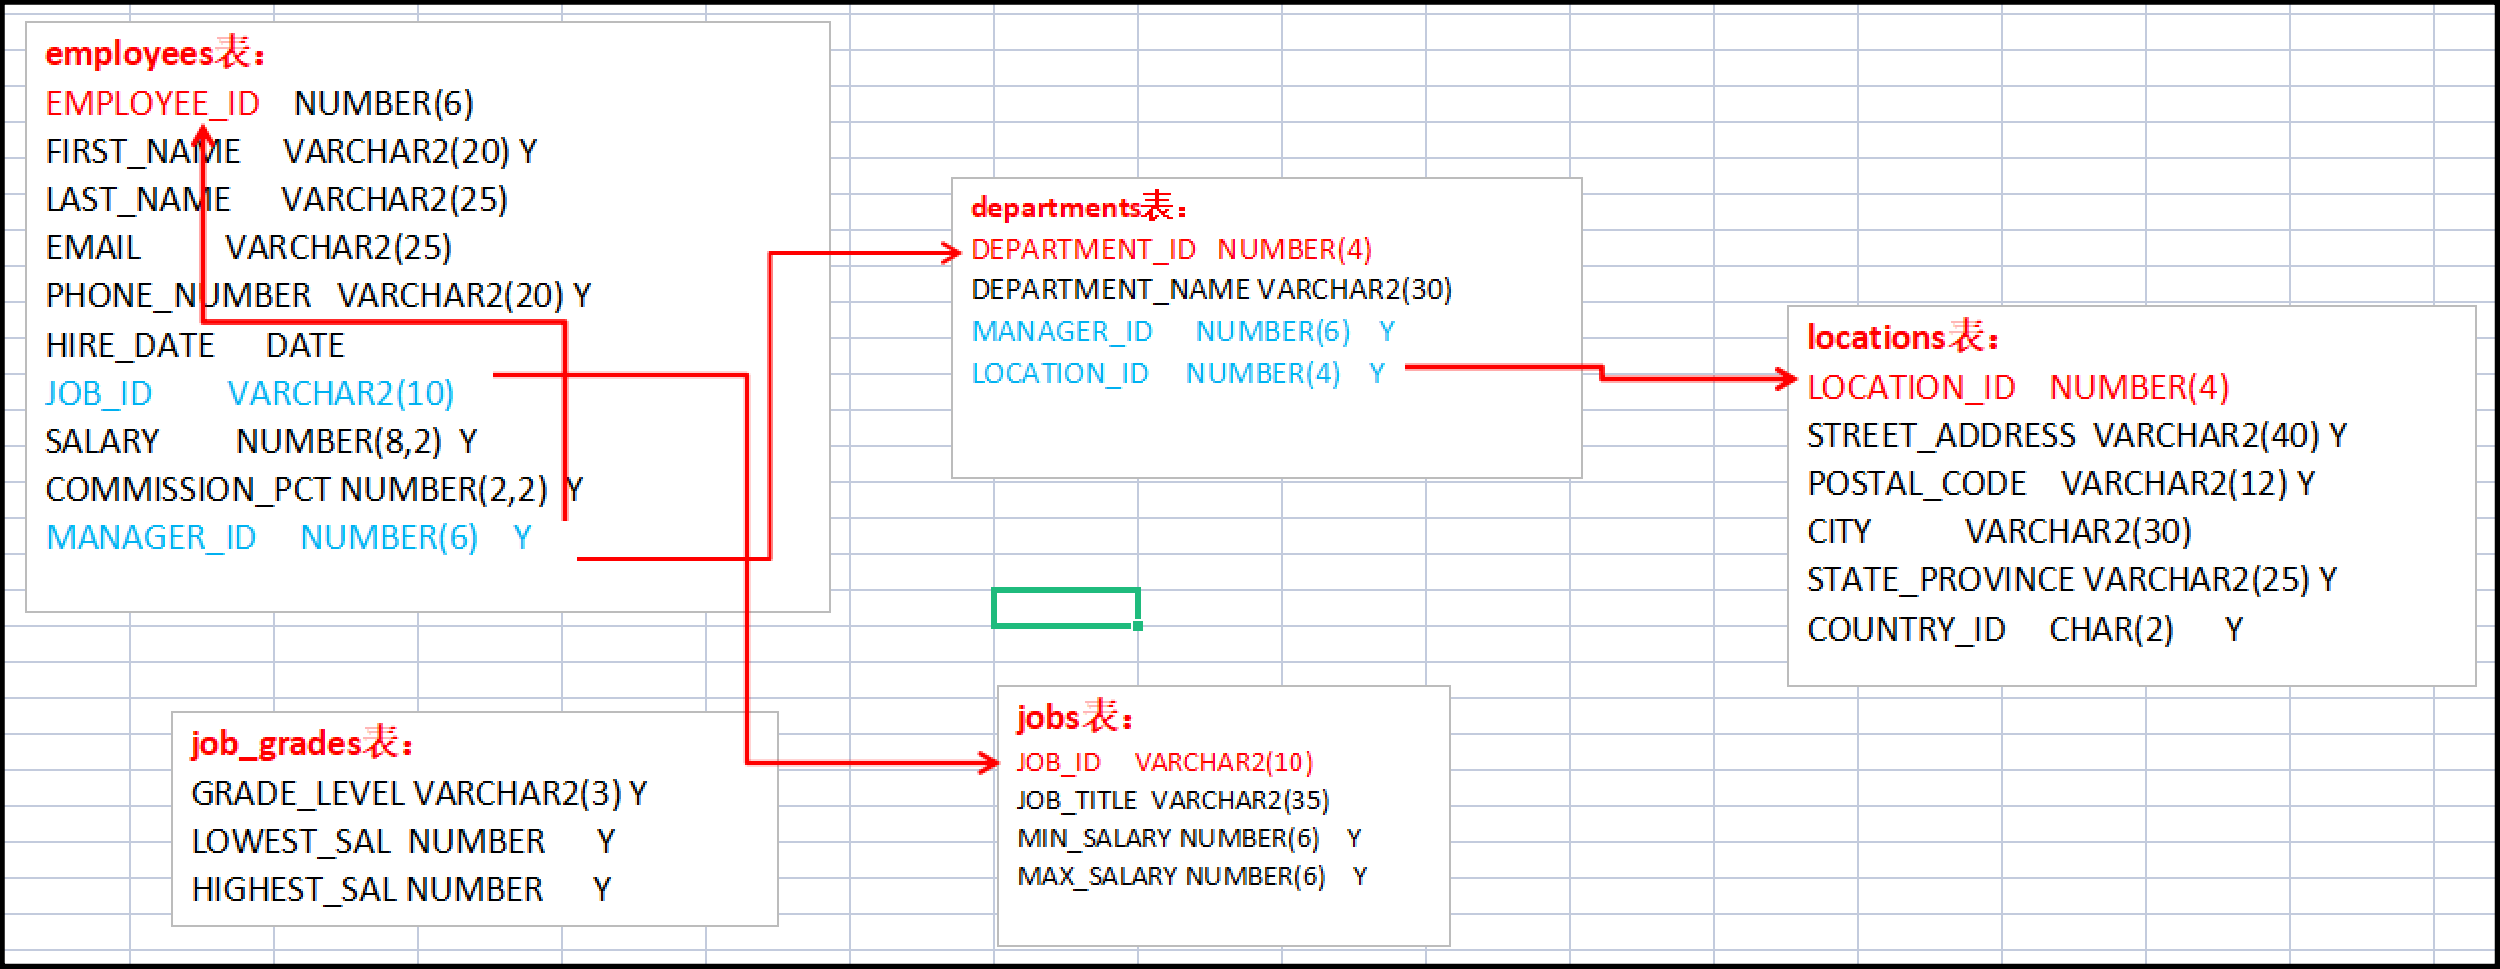 employees表：
EMPLOYEE_ID NUMBER(6)
FIRST_NAME VARCHAR2(20) Y
LAST_NAME VARCHAR2(25)
EMAIL VARCHAR2(25)
PHONE_NUMBER VARCHAR2(20) Y
HIRE_DATE DATE
JOB_ID VARCHAR2(10)
SALARY NUMBER(8,2) Y
COMMISSION_PCT NUMBER(2,2) Y
MANAGER_ID NUMBER(6) Y
departments表：
DEPARTMENT_ID NUMBER(4)
DEPARTMENT_NAME VARCHAR2(30)
MANAGER_ID NUMBER(6) Y
LOCATION_ID NUMBER(4) Y
locations表：
LOCATION_ID NUMBER(4)
STREET_ADDRESS VARCHAR2(40) Y
POSTAL_CODE VARCHAR2(12) Y
CITY VARCHAR2(30)
STATE_PROVINCE VARCHAR2(25) Y
COUNTRY_ID CHAR(2) Y
job_grades表：
GRADE_LEVEL VARCHAR2(3) Y
LOWEST_SAL NUMBER Y
HIGHEST_SAL NUMBER Y
jobs表：
JOB_ID VARCHAR2(10)
JOB_TITLE VARCHAR2(35)
MIN_SALARY NUMBER(6) Y
MAX_SALARY NUMBER(6) Y